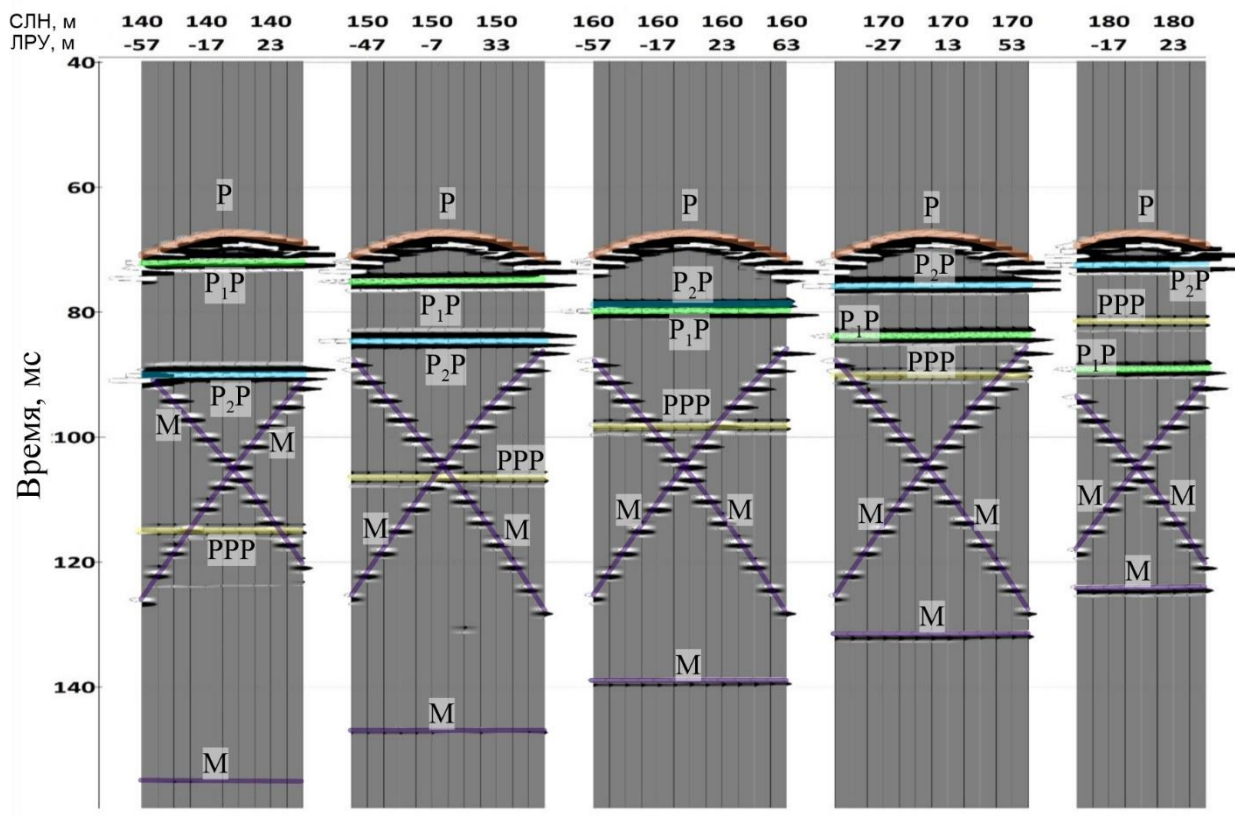 СЛН, м 140 140 140 150 150 150 160 160 160 160 170 170 170 180 180
ЛРУ, м -57 -17 23 -47 -7 33 -57 -17 23 63 -27 13 53 -17 23
40
60
P P P P P
P₂P
P₂P
P₁P P₂P
80
P₁P
PPP
P₁P P₁P
P₂P
PPP
P₁P
PPP
P₂P
M M
100
PPP
M M M M M M M M
PPP
120
M
M
M
140
M
M
Время, мс